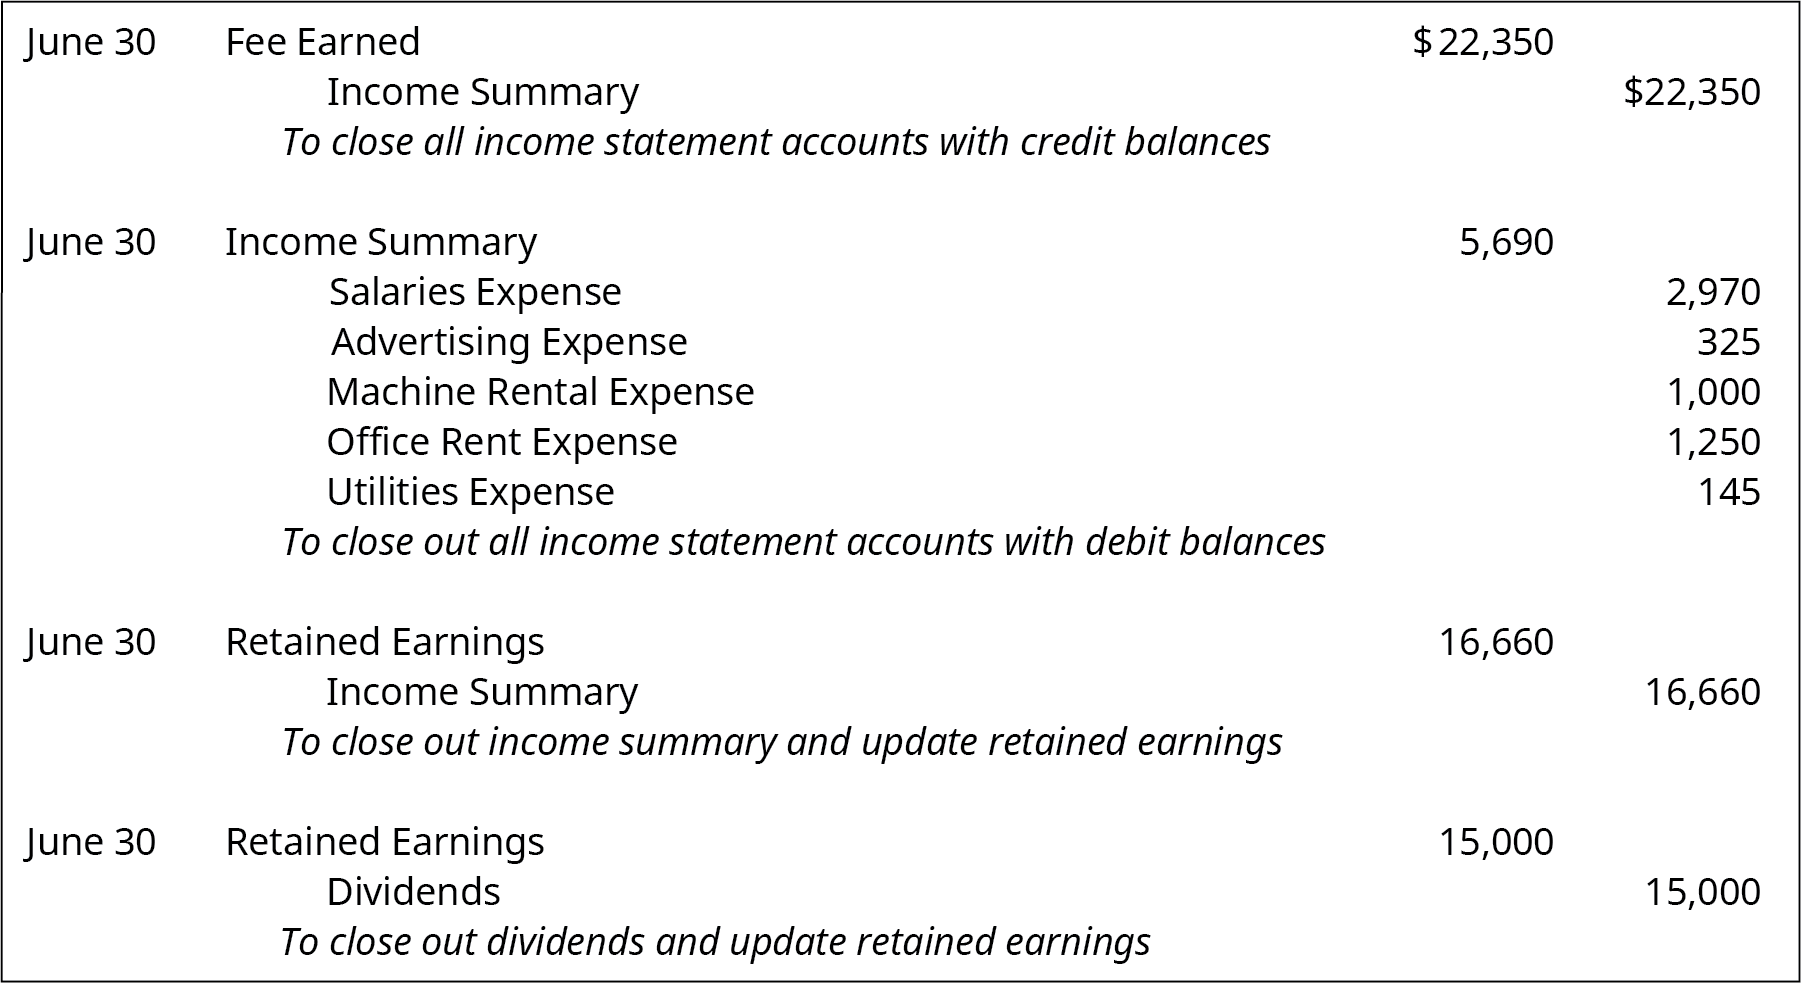 June 30 Fee Earned $22,350
Income Summary $22,350
To close all income statement accounts with credit balances
June 30 Income Summary 5,690
Salaries Expense 2,970
Advertising Expense 325
Machine Rental Expense 1,000
Office Rent Expense 1,250
Utilities Expense 145
To close out all income statement accounts with debit balances
June 30 Retained Earnings 16,660
Income Summary 16,660
To close out income summary and update retained earnings
June 30 Retained Earnings 15,000
Dividends 15,000
To close out dividends and update retained earnings